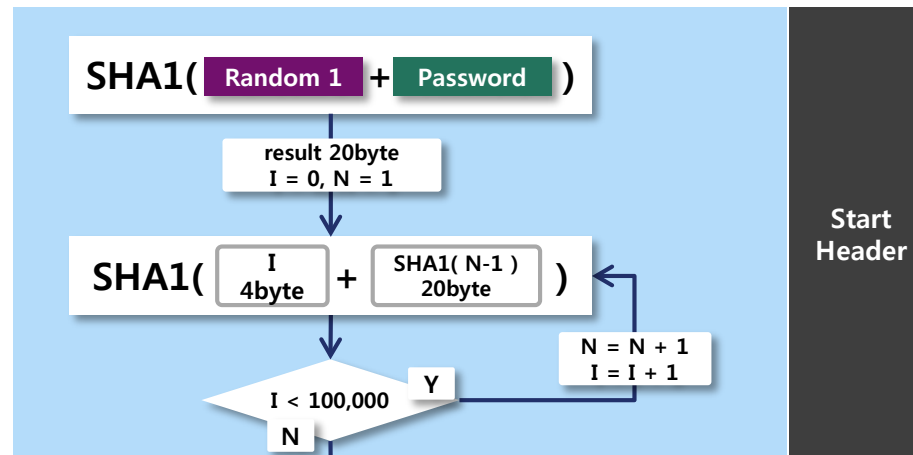 SHA1( Random 1 + Password )
result 20byte
I = 0, N = 1
SHA1( I 4byte + SHA1( N-1 ) 20byte )
N = N + 1
I = I + 1
I < 100,000
Y
N
Start
Header